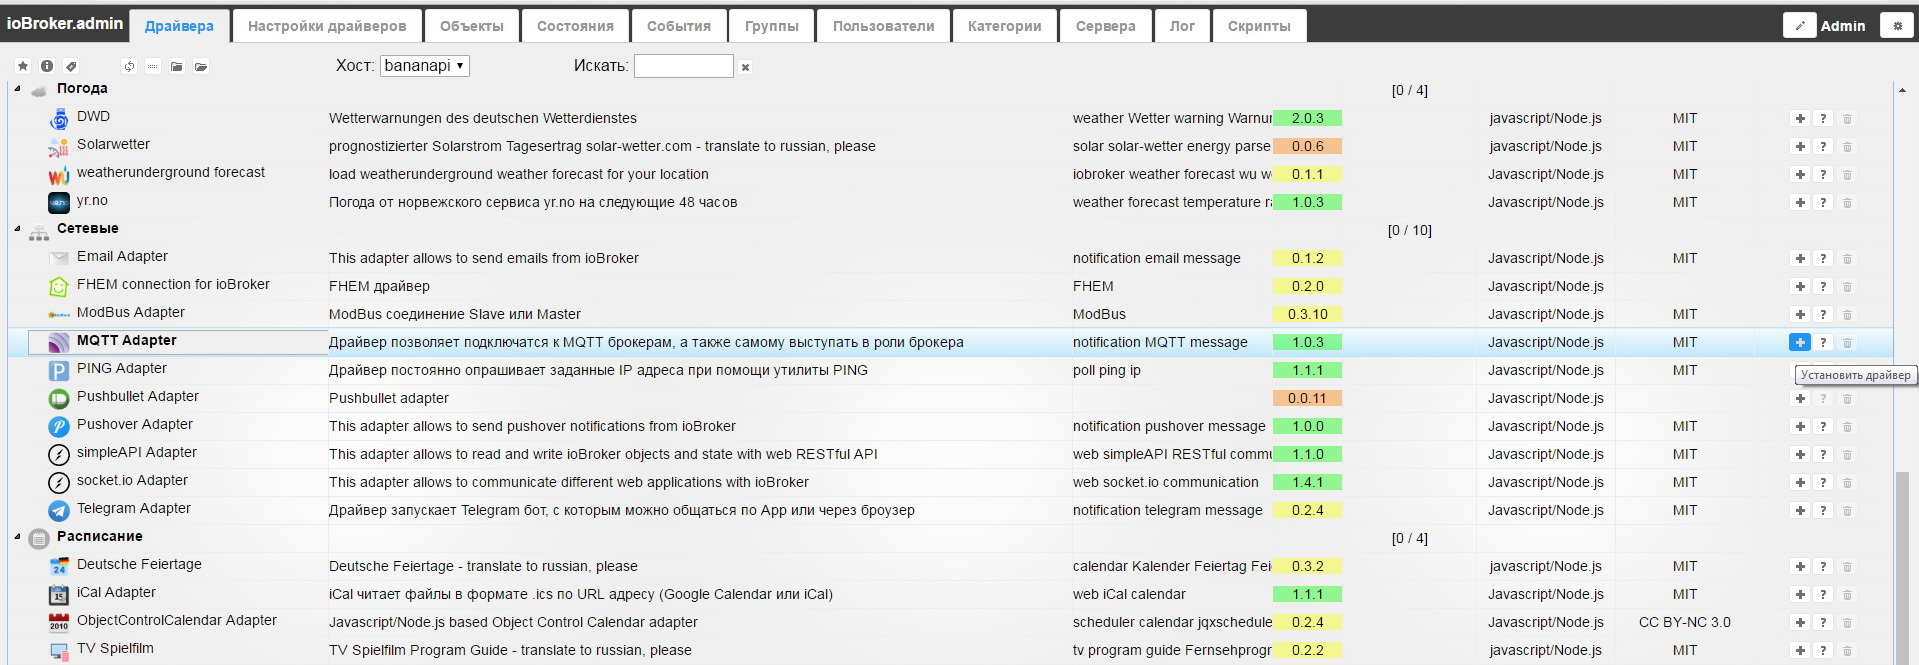 ioBroker.admin Драйвера Настройки драйверов Объекты Состояния События Группы Пользователи Категории Сервера Лог Скрипты Admin
Хост: bananapi Искать:
Погода [0 / 4]
DWD Wetterwarnungen des deutschen Wetterdienstes weather Wetter warning Warnu 2.0.3 javascript/Node.js MIT ?
Solarwetter prognostizierter Solarstrom Tagesertrag solar-wetter.com - translate to russian, please solar solar-wetter energy parse 0.0.6 javascript/Node.js MIT ?
weatherunderground forecast load weatherunderground weather forecast for your location iobroker weather forecast wu w 0.1.1 Javascript/Node.js MIT ?
yr.no Погода от норвежского сервиса yr.no на следующие 48 часов weather forecast temperature ra 1.0.3 Javascript/Node.js MIT ?
Сетевые [0 / 10]
Email Adapter This adapter allows to send emails from ioBroker notification email message 0.1.2 Javascript/Node.js MIT ?
FHEM connection for ioBroker FHEM драйвер FHEM 0.2.0 Javascript/Node.js ?
ModBus Adapter ModBus соединение Slave или Master ModBus 0.3.10 Javascript/Node.js MIT ?
MQTT Adapter Драйвер позволяет подключатся к MQTT брокерам, а также самому выступать в роли брокера notification MQTT message 1.0.3 Javascript/Node.js MIT ?
PING Adapter Драйвер постоянно опрашивает заданные IP адреса при помощи утилиты PING poll ping ip 1.1.1 Javascript/Node.js MIT
Установить драйвер
Pushbullet Adapter Pushbullet adapter 0.0.11 Javascript/Node.js ?
Pushover Adapter This adapter allows to send pushover notifications from ioBroker notification pushover message 1.0.0 Javascript/Node.js MIT ?
simpleAPI Adapter This adapter allows to read and write ioBroker objects and state with web RESTful API web simpleAPI RESTful commu 1.1.0 Javascript/Node.js MIT ?
socket.io Adapter This adapter allows to communicate different web applications with ioBroker web socket.io communication 1.4.1 Javascript/Node.js MIT ?
Telegram Adapter Драйвер запускает Telegram бот, с которым можно общаться по App или через броузер notification telegram message 0.2.4 Javascript/Node.js MIT ?
Расписание [0 / 4]
Deutsche Feiertage Deutsche Feiertage - translate to russian, please calendar Kalender Feiertag Fei 0.3.2 javascript/Node.js MIT ?
iCal Adapter iCal читает файлы в формате .ics по URL адресу (Google Calendar или iCal) web iCal calendar 1.1.1 Javascript/Node.js MIT ?
ObjectControlCalendar Adapter Javascript/Node.js based Object Control Calendar adapter scheduler calendar jqxschedule 0.2.4 Javascript/Node.js CC BY-NC 3.0 ?
TV Spielfilm TV Spielfilm Program Guide - translate to russian, please tv program guide Fernsehprogr 0.2.2 Javascript/Node.js MIT ?